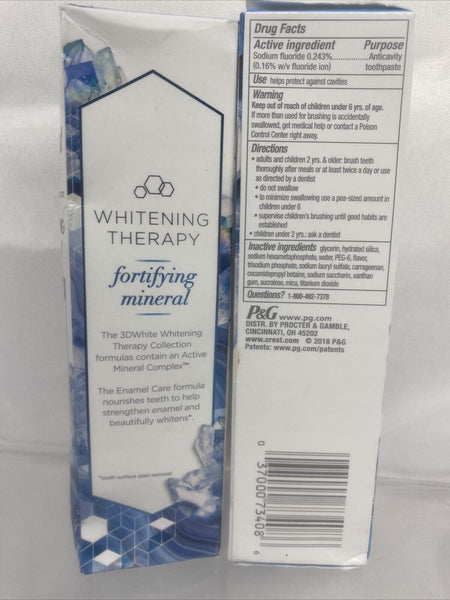 WHITENING
THERAPY
fortifying
mineral
The 3DWhite Whitening
Therapy Collection
formulas contain an Active
Mineral Complex™
The Enamel Care formula
nourishes teeth to help
strengthen enamel and
beautifully whitens*.
*tooth surface stain removal
Drug Facts
Active ingredient Purpose
Sodium fluoride 0.243%..............Anticavity
(0.16% w/v fluoride ion) toothpaste
Use helps protect against cavities
Warning
Keep out of reach of children under 6 yrs. of age.
If more than used for brushing is accidentally
swallowed, get medical help or contact a Poison
Control Center right away.
Directions
• adults and children 2 yrs. & older: brush teeth
thoroughly after meals or at least twice a day or use
as directed by a dentist
• do not swallow
• to minimize swallowing use a pea-sized amount in
children under 6
• supervise children's brushing until good habits are
established
• children under 2 yrs.: ask a dentist
Inactive ingredients glycerin, hydrated silica,
sodium hexametaphosphate, water, PEG-6, flavor,
trisodium phosphate, sodium lauryl sulfate, carrageenan,
cocamidopropyl betaine, sodium saccharin, xanthan
gum, sucralose, mica, titanium dioxide
Questions? 1-800-492-7378
P&G www.pg.com
DISTR. BY PROCTER & GAMBLE,
CINCINNATI, OH 45202
www.crest.com © 2018 P&G
Patents: www.pg.com/patents
0 37000 73408 6